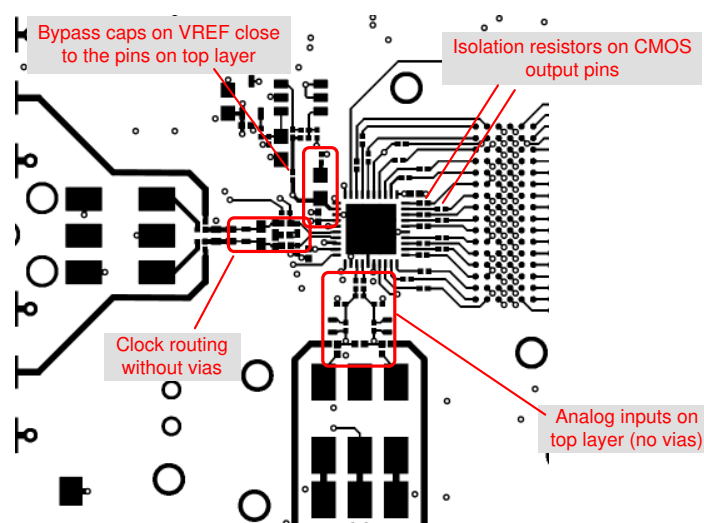 Bypass caps on VREF close
to the pins on top layer
Isolation resistors on CMOS
output pins
Clock routing
without vias
Analog inputs on
top layer (no vias)